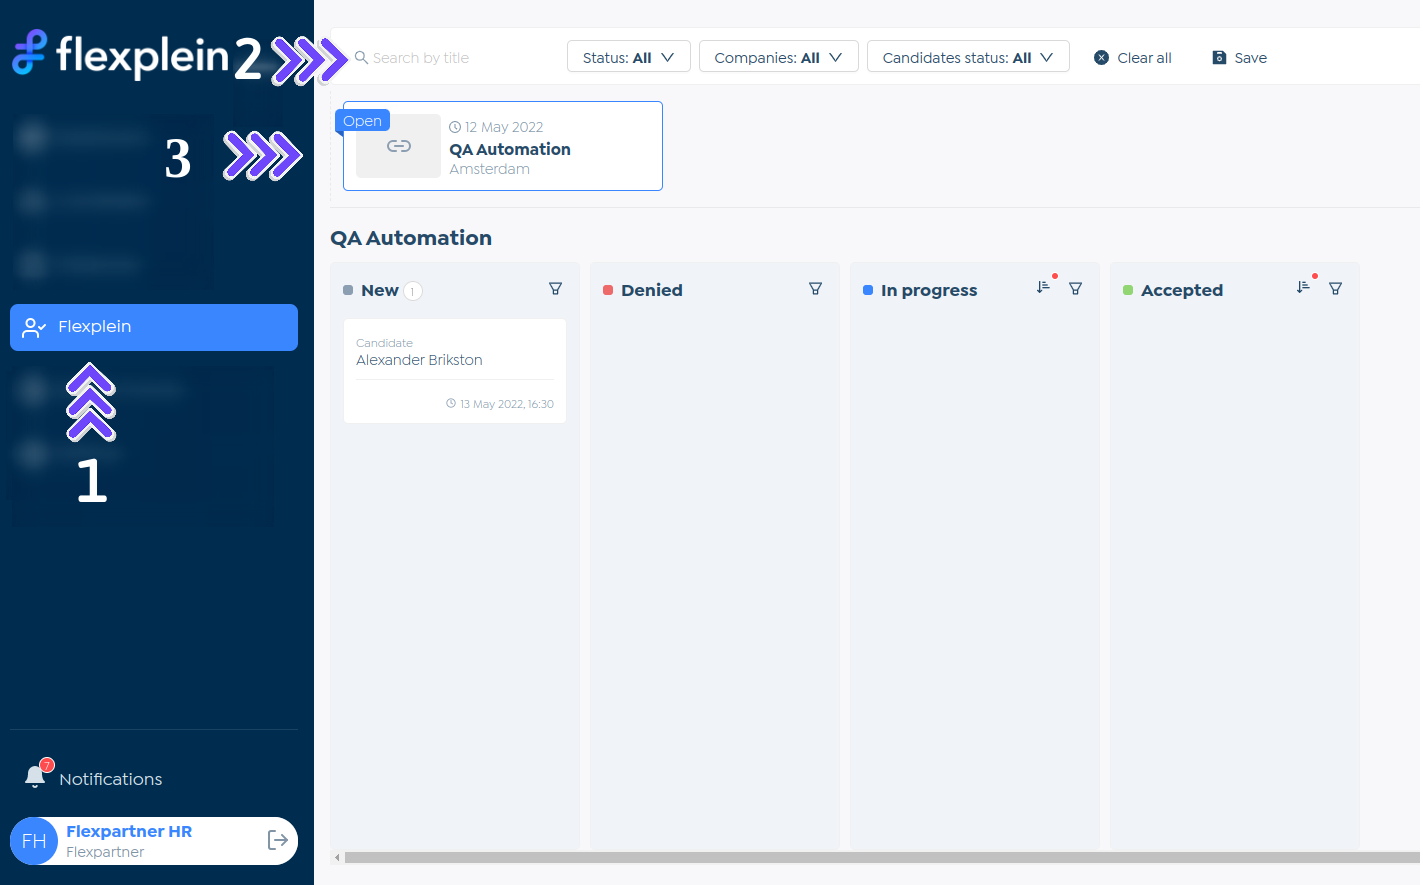 flexplein
2
3
Flexplein
1
Notifications
7
FH
Flexpartner HR
Flexpartner
Search by title
Status: All
Companies: All
Candidates status: All
Clear all
Save
Open
12 May 2022
QA Automation
Amsterdam
QA Automation
New 1
Candidate
Alexander Brikston
13 May 2022, 16:30
Denied
In progress
Accepted